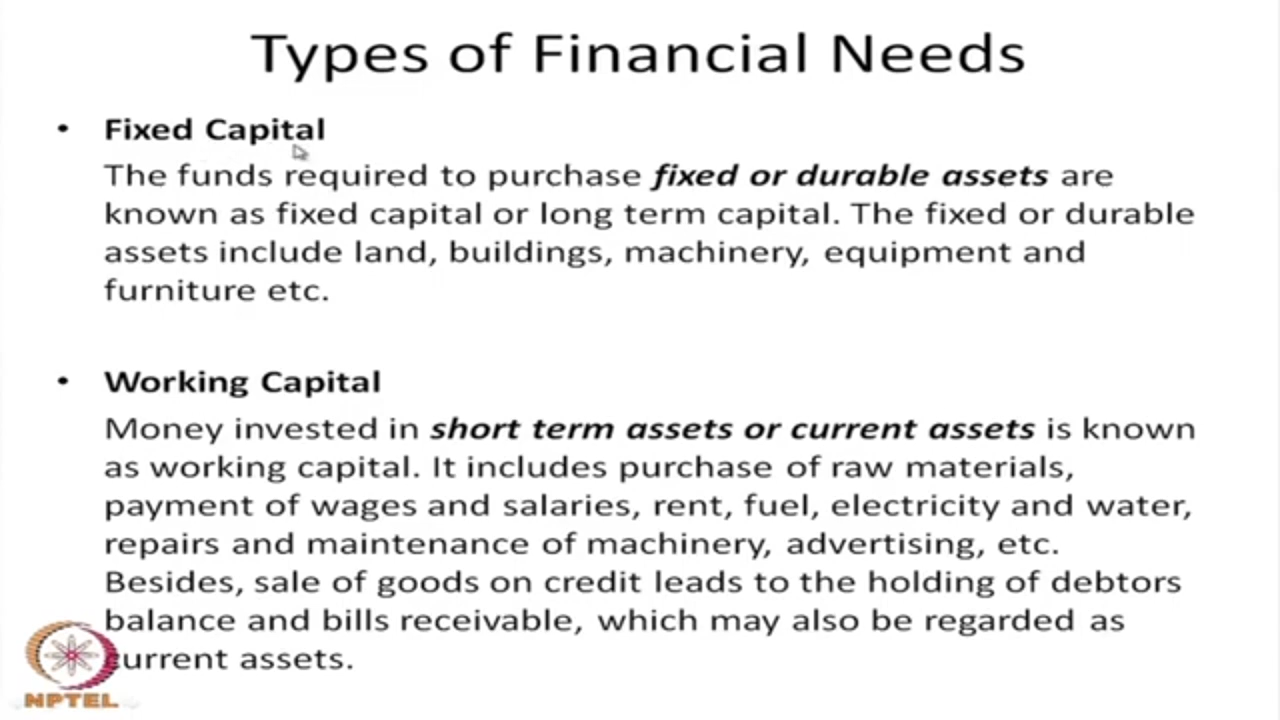 Types of Financial Needs
• Fixed Capital
The funds required to purchase fixed or durable assets are
known as fixed capital or long term capital. The fixed or durable
assets include land, buildings, machinery, equipment and
furniture etc.
• Working Capital
Money invested in short term assets or current assets is known
as working capital. It includes purchase of raw materials,
payment of wages and salaries, rent, fuel, electricity and water,
repairs and maintenance of machinery, advertising, etc.
Besides, sale of goods on credit leads to the holding of debtors
balance and bills receivable, which may also be regarded as
current assets.
NPTEL